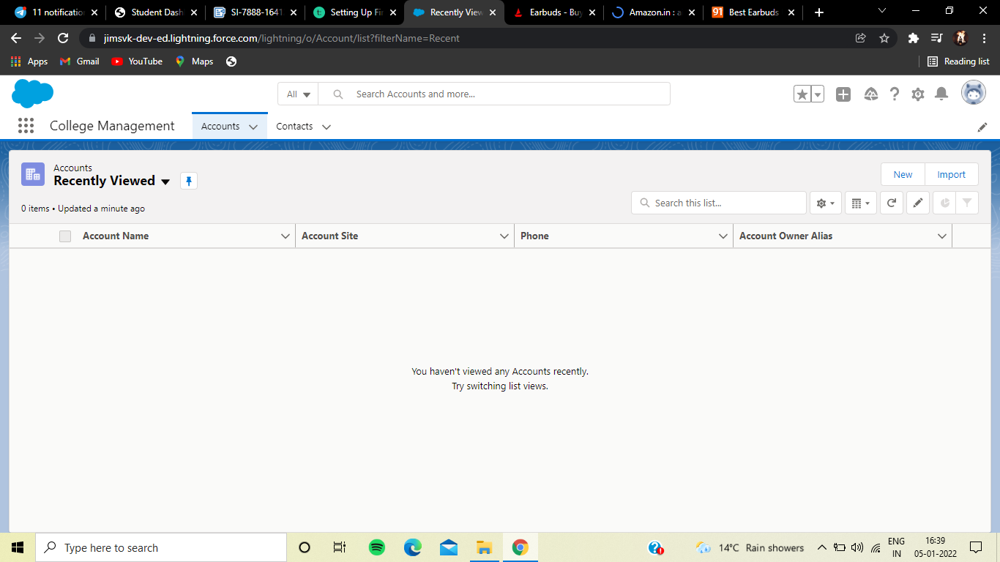 11 notificatio
Student Dash
SI-7888-1641
Setting Up Fir
Recently View
Earbuds - Buy
Amazon.in : a
91 Best Earbuds
jimsvk-dev-ed.lightning.force.com/lightning/o/Account/list?filterName=Recent
Apps Gmail YouTube Maps Reading list
All Search Accounts and more...
College Management Accounts Contacts
Accounts
Recently Viewed
New Import
0 items • Updated a minute ago
Search this list...
Account Name Account Site Phone Account Owner Alias
You haven't viewed any Accounts recently.
Try switching list views.
Type here to search
14°C Rain showers
ENG
IN
16:39
05-01-2022